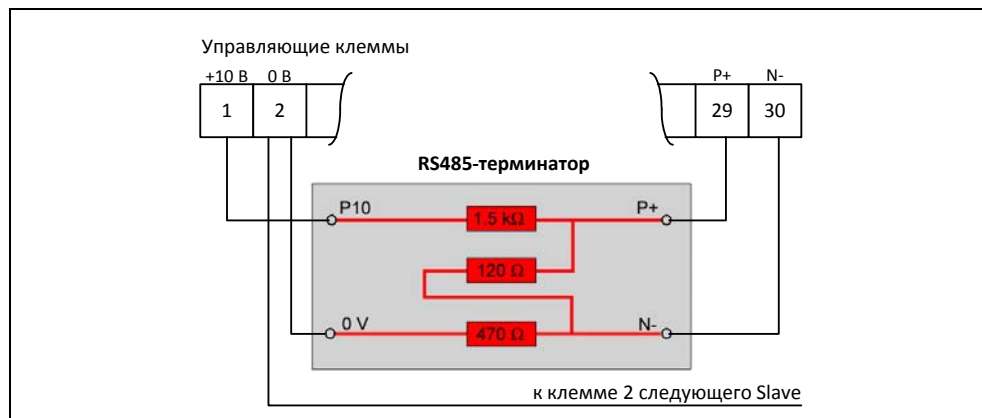 Управляющие клеммы
+10 В 0 В P+ N-
1 2 29 30
RS485-терминатор
P10 1.5 kΩ P+
120 Ω
0 V 470 Ω N-
к клемме 2 следующего Slave